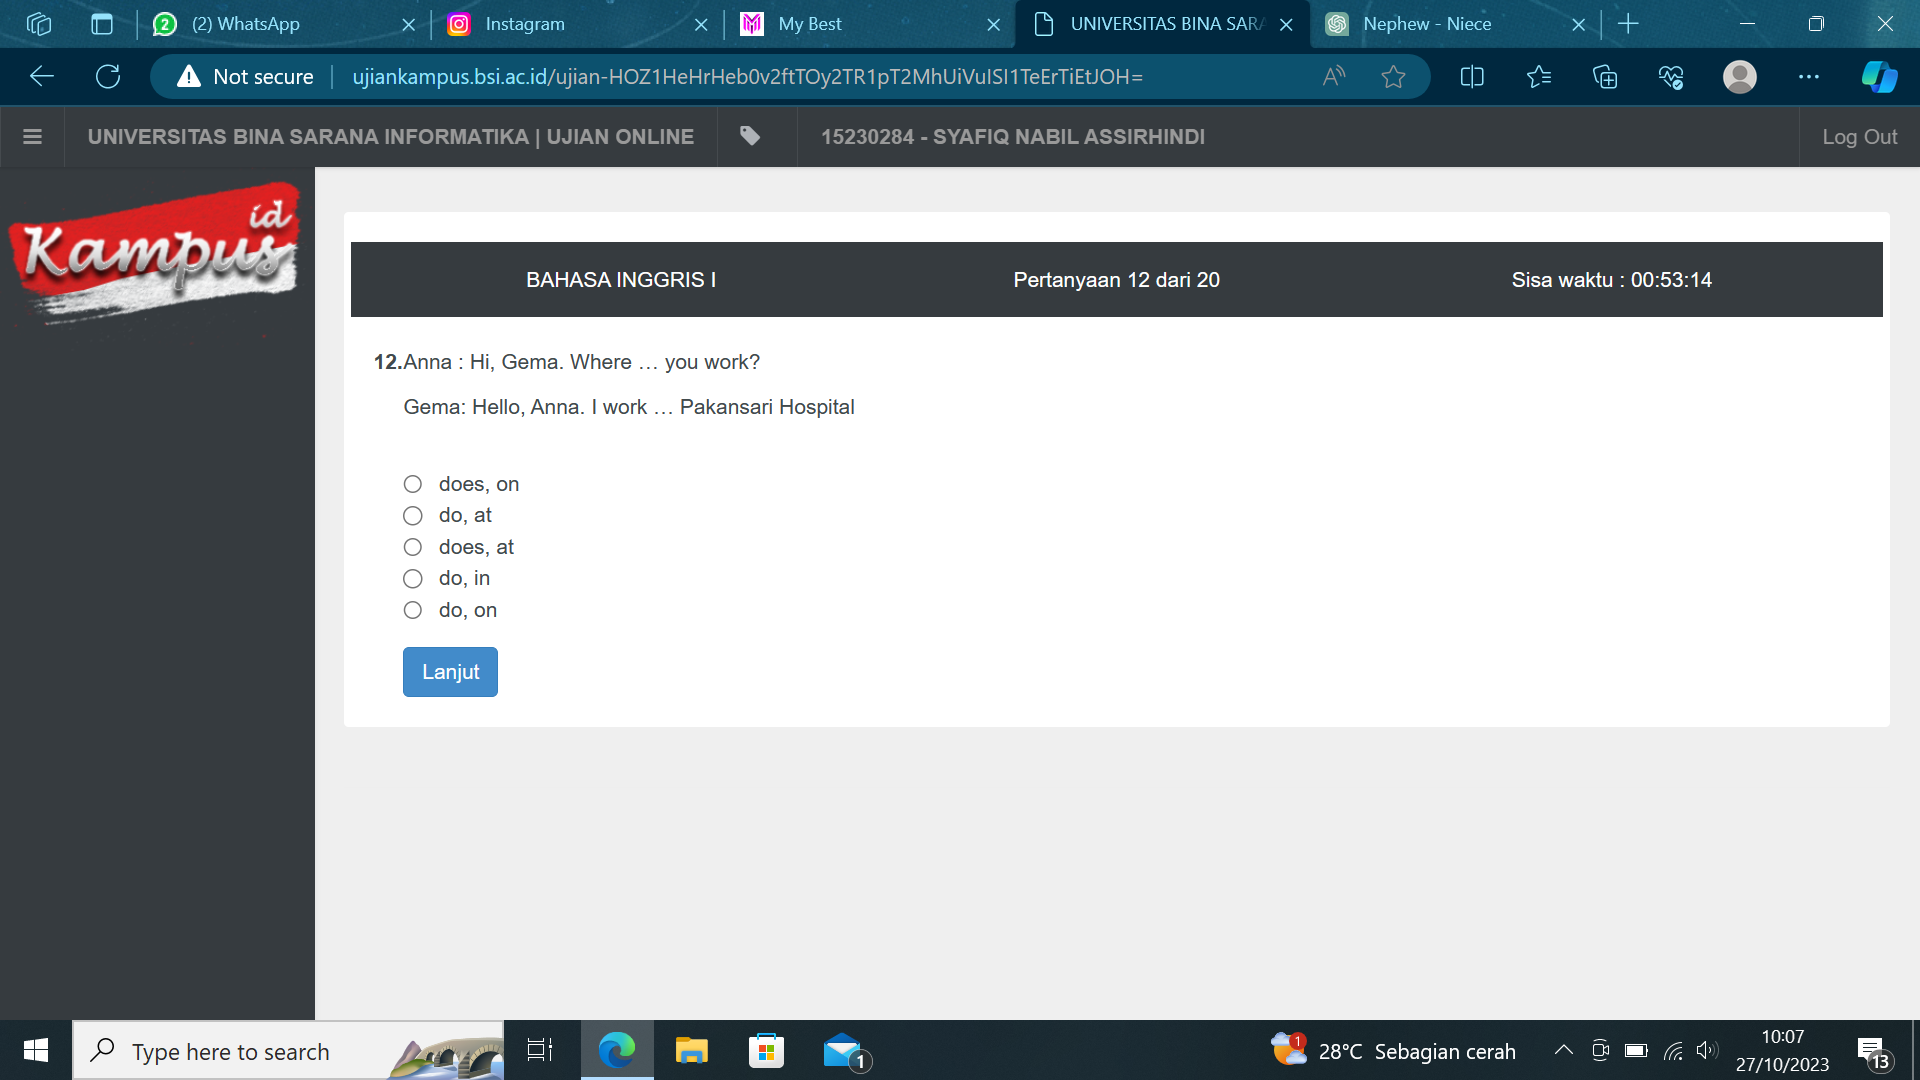 (2) WhatsApp
Instagram
My Best
UNIVERSITAS BINA SARA
Nephew - Niece
Not secure
ujiankampus.bsi.ac.id/ujian-HOZ1HeHrHeb0v2ftTOy2TR1pT2MhUiVuISI1TeErTiEtJOH=
UNIVERSITAS BINA SARANA INFORMATIKA | UJIAN ONLINE
15230284 - SYAFIQ NABIL ASSIRHINDI
Log Out
Kampus id
BAHASA INGGRIS I
Pertanyaan 12 dari 20
Sisa waktu : 00:53:14
12.Anna : Hi, Gema. Where … you work?
Gema: Hello, Anna. I work … Pakansari Hospital
does, on
do, at
does, at
do, in
do, on
Lanjut
Type here to search
1
1
28°C Sebagian cerah
10:07
27/10/2023
13